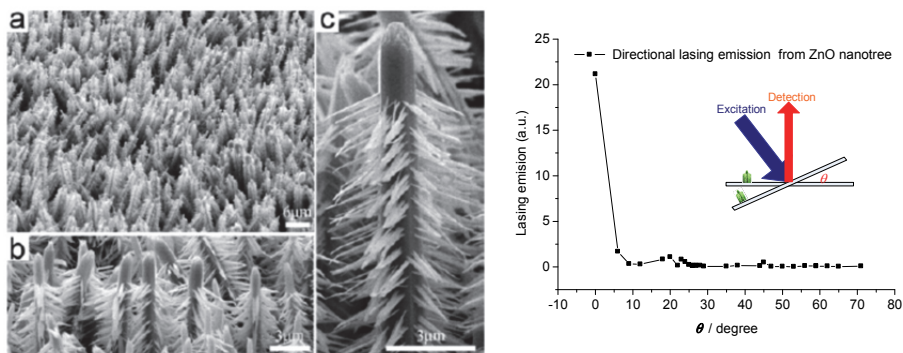 a
6μm
b
3μm
c
3μm
Directional lasing emission from ZnO nanotree
Detection
Excitation
θ
Lasing emision (a.u.)
25
20
15
10
5
0
-10 0 10 20 30 40 50 60 70 80
θ / degree